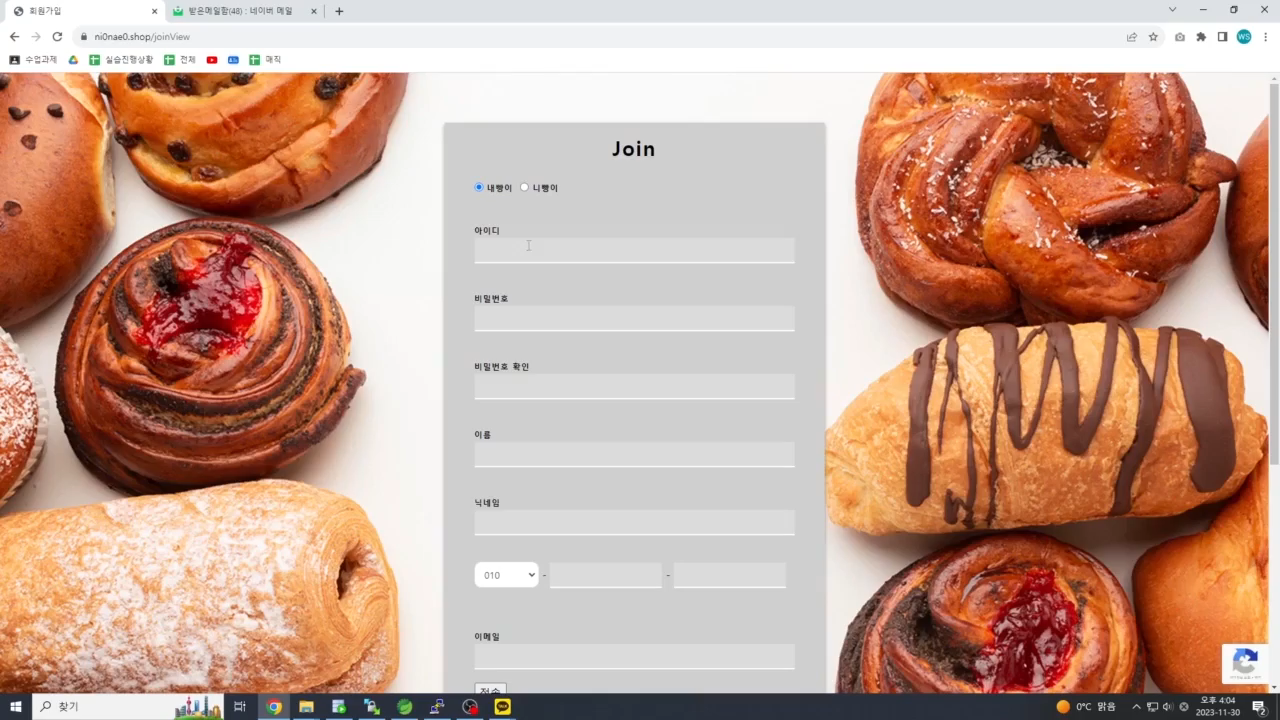 회원가입
받은메일함(48) : 네이버 메일
ni0nae0.shop/joinView
WS
수업과제
실습진행상황
전체
매직
Join
내빵이
니빵이
아이디
비밀번호
비밀번호 확인
이름
닉네임
010 - -
이메일
전송
찾기
0°C 맑음
오후 4:04
2023-11-30
2